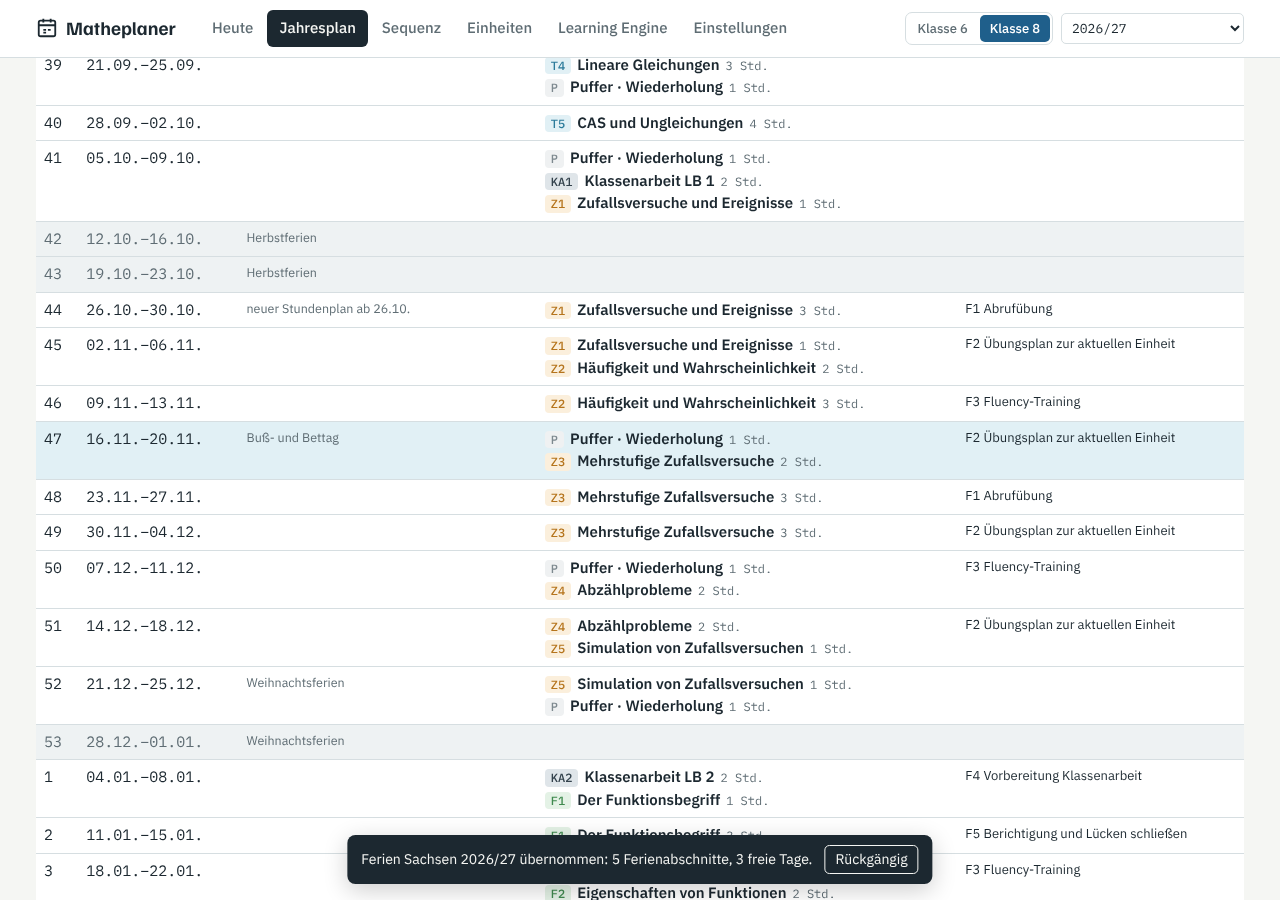 Matheplaner Heute Jahresplan Sequenz Einheiten Learning Engine Einstellungen Klasse 6 Klasse 8 2026/27
39 21.09.–25.09. T4 Lineare Gleichungen 3 Std.
P Puffer · Wiederholung 1 Std.
40 28.09.–02.10. T5 CAS und Ungleichungen 4 Std.
41 05.10.–09.10. P Puffer · Wiederholung 1 Std.
KA1 Klassenarbeit LB 1 2 Std.
Z1 Zufallsversuche und Ereignisse 1 Std.
42 12.10.–16.10. Herbstferien
43 19.10.–23.10. Herbstferien
44 26.10.–30.10. neuer Stundenplan ab 26.10. Z1 Zufallsversuche und Ereignisse 3 Std. F1 Abrufübung
45 02.11.–06.11. Z1 Zufallsversuche und Ereignisse 1 Std. F2 Übungsplan zur aktuellen Einheit
Z2 Häufigkeit und Wahrscheinlichkeit 2 Std.
46 09.11.–13.11. Z2 Häufigkeit und Wahrscheinlichkeit 3 Std. F3 Fluency-Training
47 16.11.–20.11. Buß- und Bettag P Puffer · Wiederholung 1 Std. F2 Übungsplan zur aktuellen Einheit
Z3 Mehrstufige Zufallsversuche 2 Std.
48 23.11.–27.11. Z3 Mehrstufige Zufallsversuche 3 Std. F1 Abrufübung
49 30.11.–04.12. Z3 Mehrstufige Zufallsversuche 3 Std. F2 Übungsplan zur aktuellen Einheit
50 07.12.–11.12. P Puffer · Wiederholung 1 Std. F3 Fluency-Training
Z4 Abzählprobleme 2 Std.
51 14.12.–18.12. Z4 Abzählprobleme 2 Std. F2 Übungsplan zur aktuellen Einheit
Z5 Simulation von Zufallsversuchen 1 Std.
52 21.12.–25.12. Weihnachtsferien Z5 Simulation von Zufallsversuchen 1 Std.
P Puffer · Wiederholung 1 Std.
53 28.12.–01.01. Weihnachtsferien
1 04.01.–08.01. KA2 Klassenarbeit LB 2 2 Std. F4 Vorbereitung Klassenarbeit
F1 Der Funktionsbegriff 1 Std.
2 11.01.–15.01. F1 Der Funktionsbegriff Std. F5 Berichtigung und Lücken schließen
3 18.01.–22.01. F3 Fluency-Training
Ferien Sachsen 2026/27 übernommen: 5 Ferienabschnitte, 3 freie Tage. Rückgängig
F2 Eigenschaften von Funktionen 2 Std.